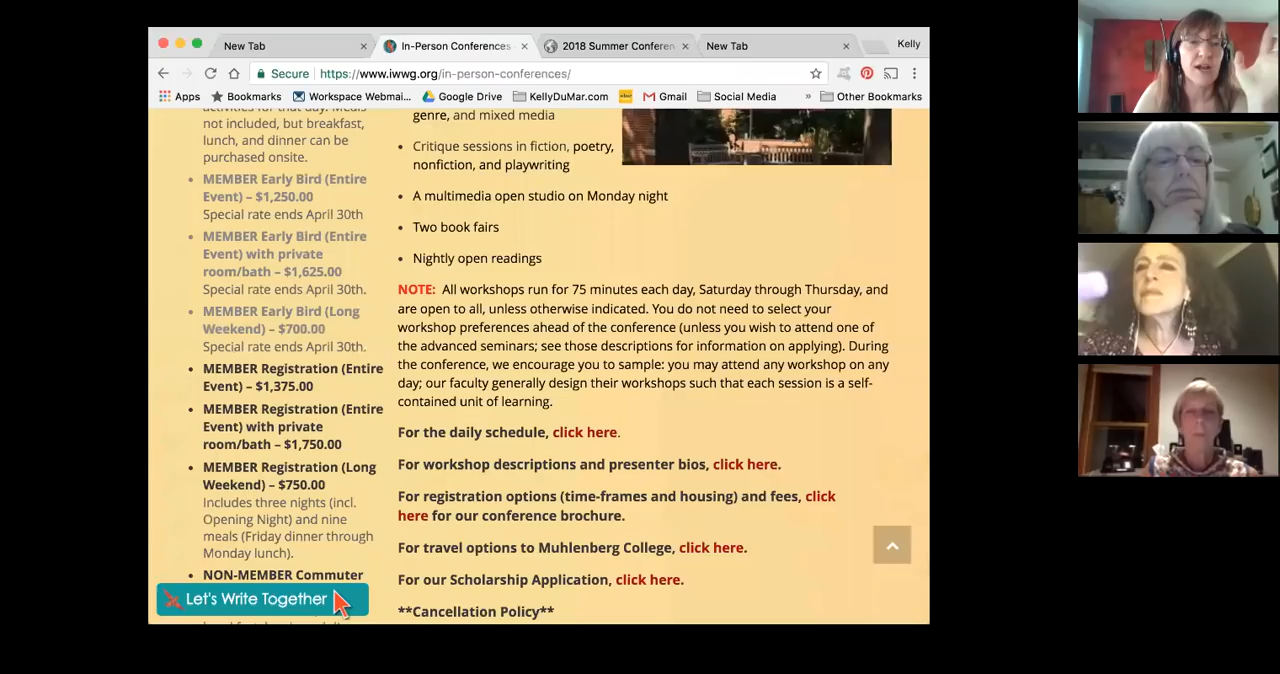 New Tab
In-Person Conferences
2018 Summer Conferen
New Tab
Kelly
Secure
https://www.iwwg.org/in-person-conferences/
Apps
Bookmarks
Workspace Webmai...
Google Drive
KellyDuMar.com
Gmail
Social Media
»
Other Bookmarks
activities for that day. Meals
not included, but breakfast,
lunch, and dinner can be
purchased onsite.
• MEMBER Early Bird (Entire
Event) – $1,250.00
Special rate ends April 30th
• MEMBER Early Bird (Entire
Event) with private
room/bath – $1,625.00
Special rate ends April 30th.
• MEMBER Early Bird (Long
Weekend) – $700.00
Special rate ends April 30th.
• MEMBER Registration (Entire
Event) – $1,375.00
• MEMBER Registration (Entire
Event) with private
room/bath – $1,750.00
• MEMBER Registration (Long
Weekend) – $750.00
Includes three nights (incl.
Opening Night) and nine
meals (Friday dinner through
Monday lunch).
• NON-MEMBER Commuter
Let's Write Together
genre, and mixed media
• Critique sessions in fiction, poetry,
nonfiction, and playwriting
• A multimedia open studio on Monday night
• Two book fairs
• Nightly open readings
NOTE: All workshops run for 75 minutes each day, Saturday through Thursday, and
are open to all, unless otherwise indicated. You do not need to select your
workshop preferences ahead of the conference (unless you wish to attend one of
the advanced seminars; see those descriptions for information on applying). During
the conference, we encourage you to sample: you may attend any workshop on any
day; our faculty generally design their workshops such that each session is a self-
contained unit of learning.
For the daily schedule, click here.
For workshop descriptions and presenter bios, click here.
For registration options (time-frames and housing) and fees, click
here for our conference brochure.
For travel options to Muhlenberg College, click here.
For our Scholarship Application, click here.
**Cancellation Policy**